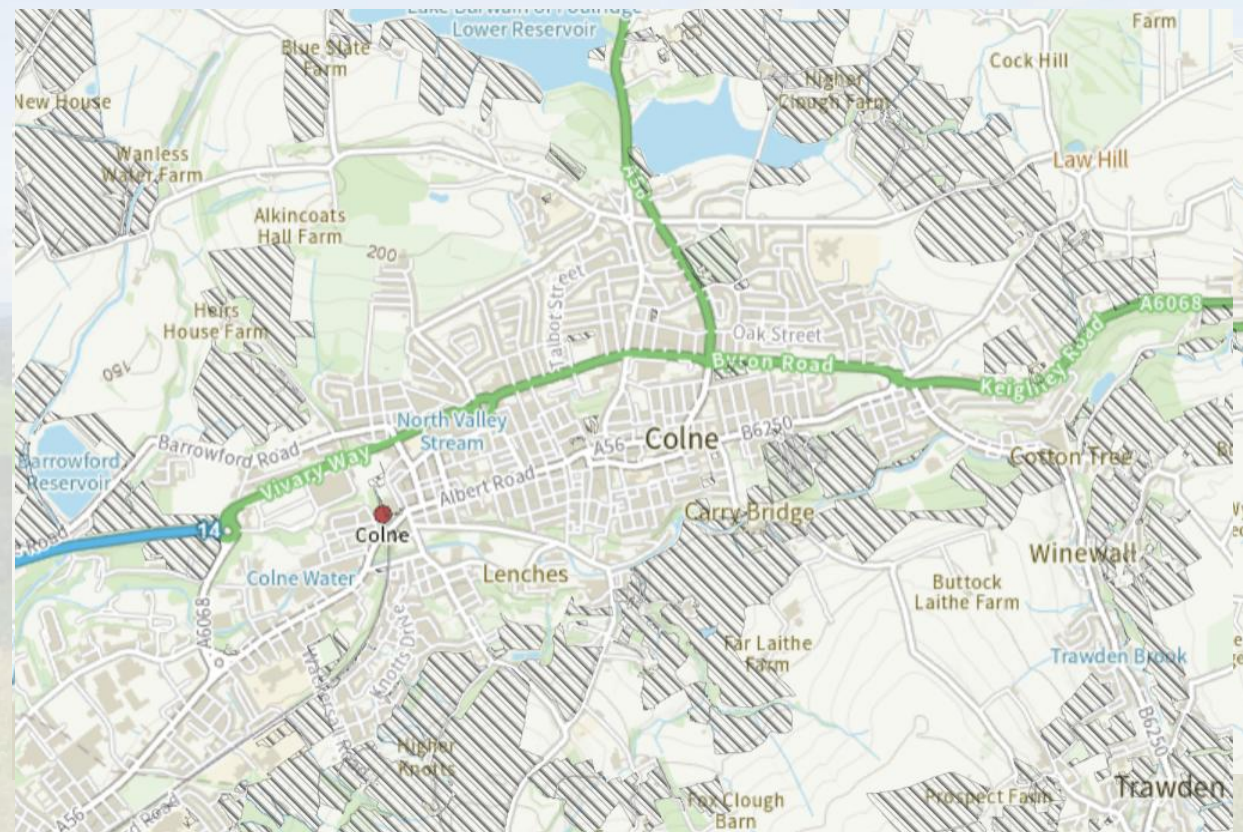 Lower Reservoir
Farm
Blue Slate
Farm
Cock Hill
New House
Higher
Clough Farm
Wanless
Water Farm
Law Hill
A56
Alkincoats
Hall Farm
200
Talbot Street
Heirs
House Farm
A6068
Oak Street
150
Byron Road
Keighley Road
North Valley
Stream
Barrowford Road
Colne
A56
B6250
Cotton Tree
Barrowford
Reservoir
Vivary Way
Albert Road
Carry Bridge
14
Road
Colne
Winewall
Colne Water
Lenches
Buttock
Laithe Farm
A6068
Knotts Drive
Far Laithe
Farm
Trawden Brook
B6250
Higher
Knotts
Trawden
Fox Clough
Barn
Prospect Farm
A56
Road